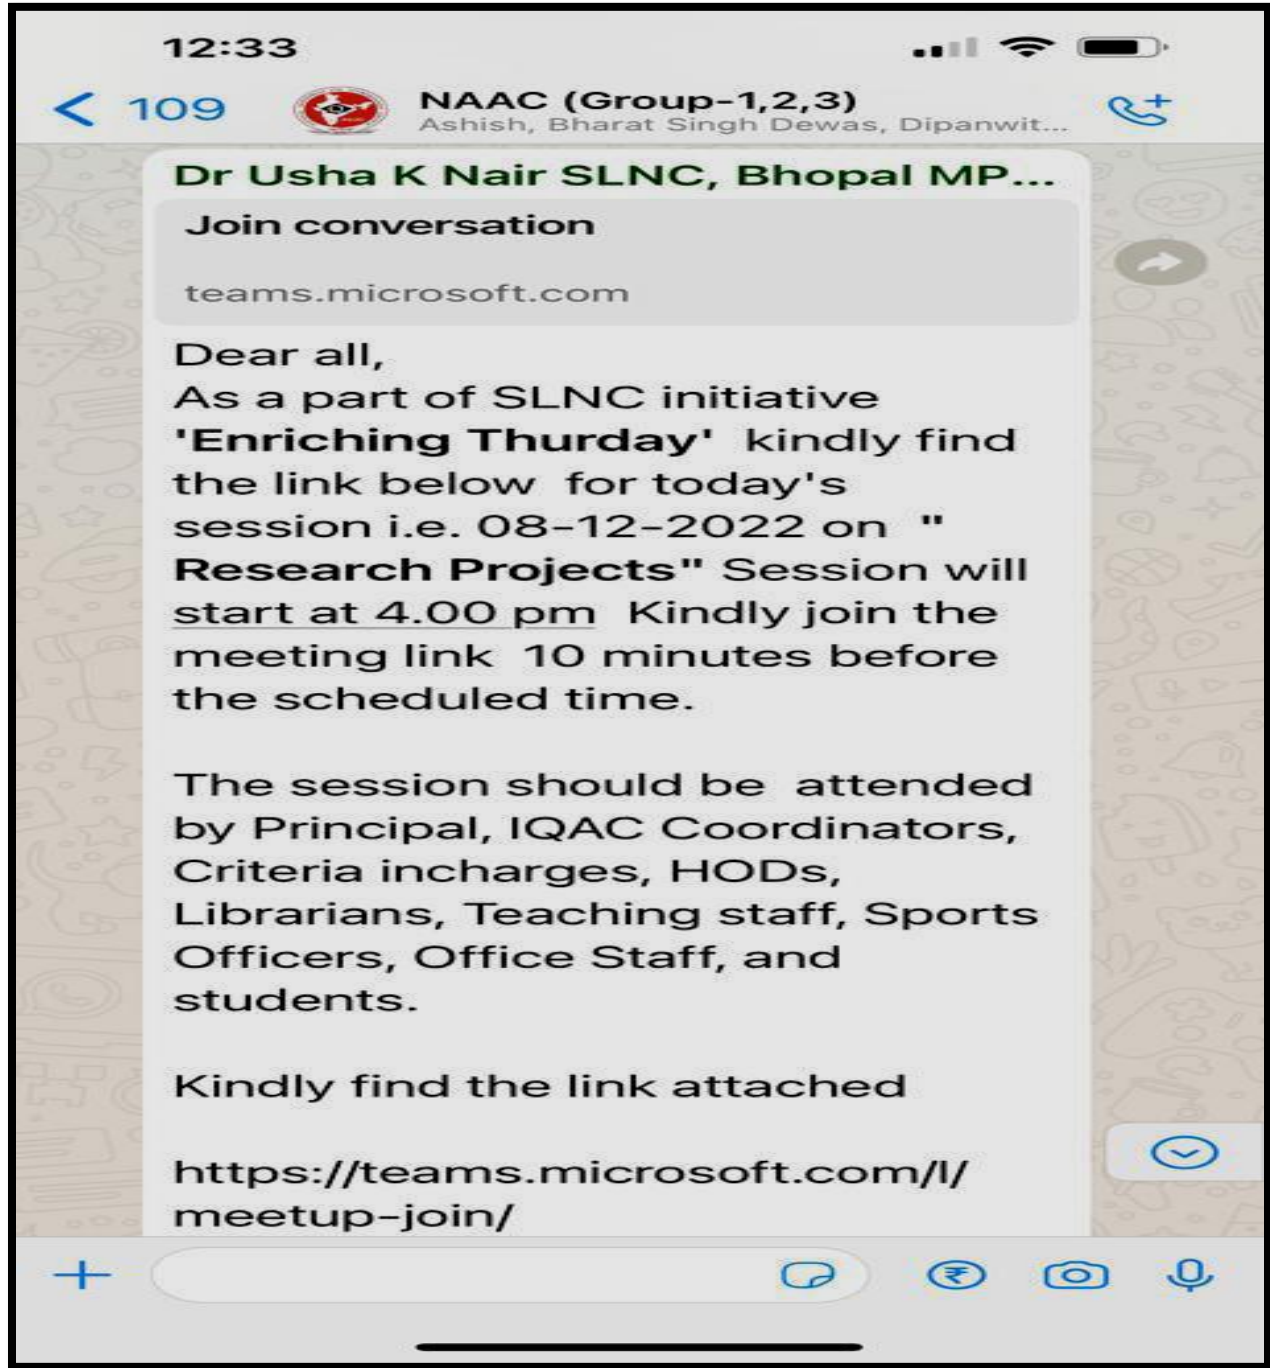 12:33
109
NAAC (Group-1,2,3)
Ashish, Bharat Singh Dewas, Dipanwit...
Dr Usha K Nair SLNC, Bhopal MP...
Join conversation
teams.microsoft.com
Dear all,
As a part of SLNC initiative
'Enriching Thurday' kindly find
the link below for today's
session i.e. 08-12-2022 on "
Research Projects" Session will
start at 4.00 pm Kindly join the
meeting link 10 minutes before
the scheduled time.
The session should be attended
by Principal, IQAC Coordinators,
Criteria incharges, HODs,
Librarians, Teaching staff, Sports
Officers, Office Staff, and
students.
Kindly find the link attached
https://teams.microsoft.com/l/
meetup-join/